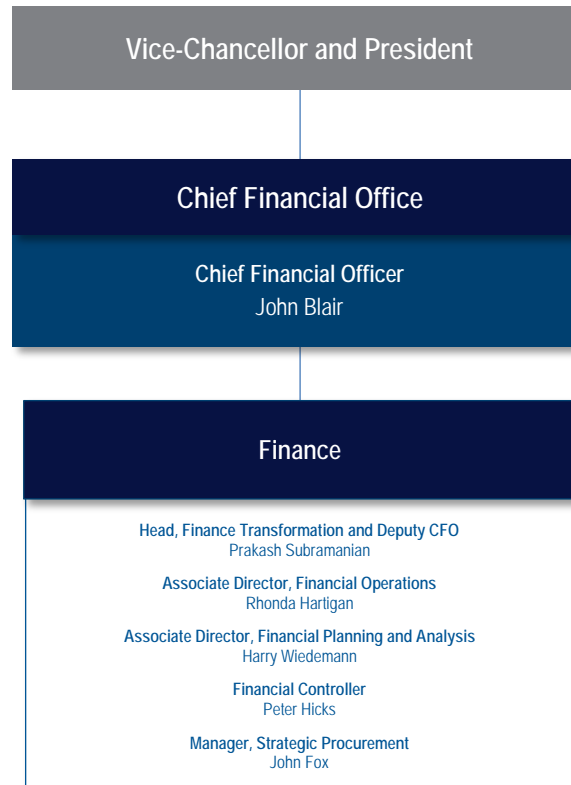 Vice-Chancellor and President
Chief Financial Office
Chief Financial Officer
John Blair
Finance
Head, Finance Transformation and Deputy CFO
Prakash Subramanian
Associate Director, Financial Operations
Rhonda Hartigan
Associate Director, Financial Planning and Analysis
Harry Wiedemann
Financial Controller
Peter Hicks
Manager, Strategic Procurement
John Fox